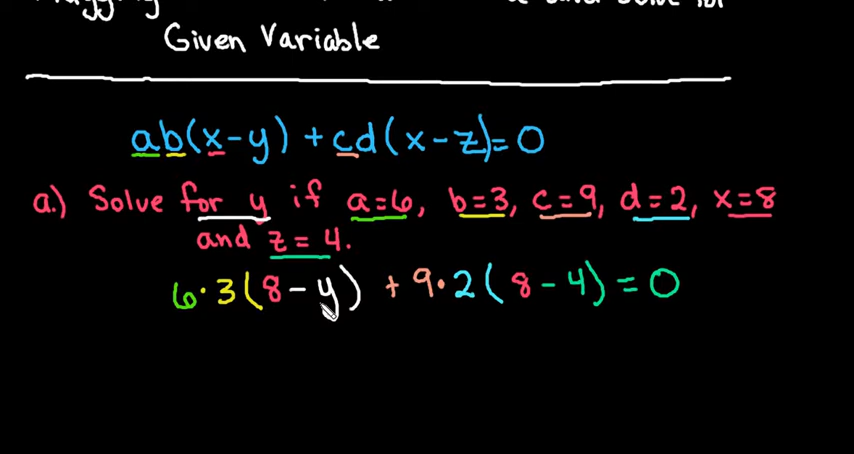 Given Variable
ab(x-y) + cd(x-z)=0
a.) Solve for y if a=6, b=3, c=9, d=2, x=8
and z = 4.
6·3(8-y) + 9·2(8-4) = 0